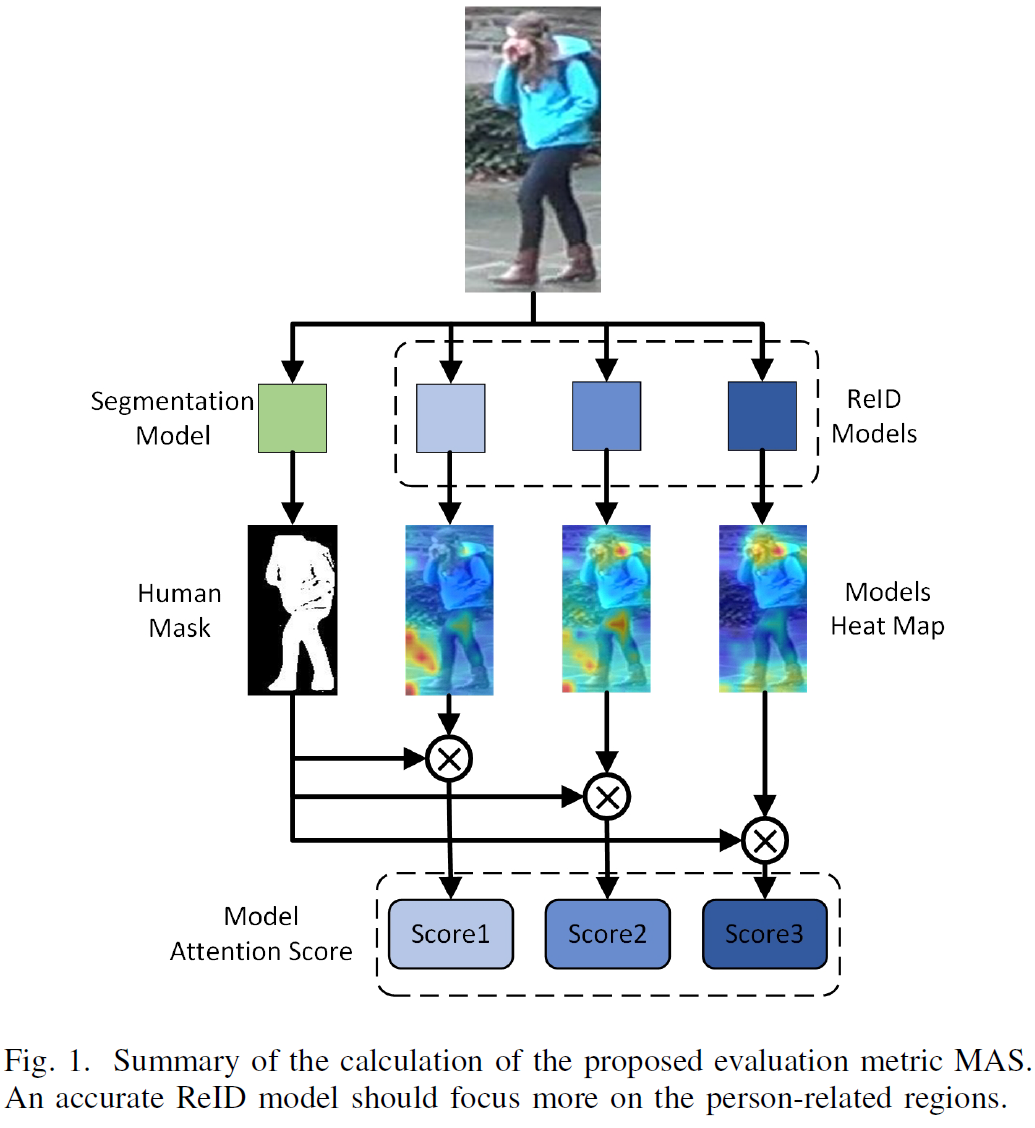 Segmentation
Model
ReID
Models
Human
Mask
Models
Heat Map
Model
Attention Score
Score1
Score2
Score3
Fig. 1. Summary of the calculation of the proposed evaluation metric MAS.
An accurate ReID model should focus more on the person-related regions.